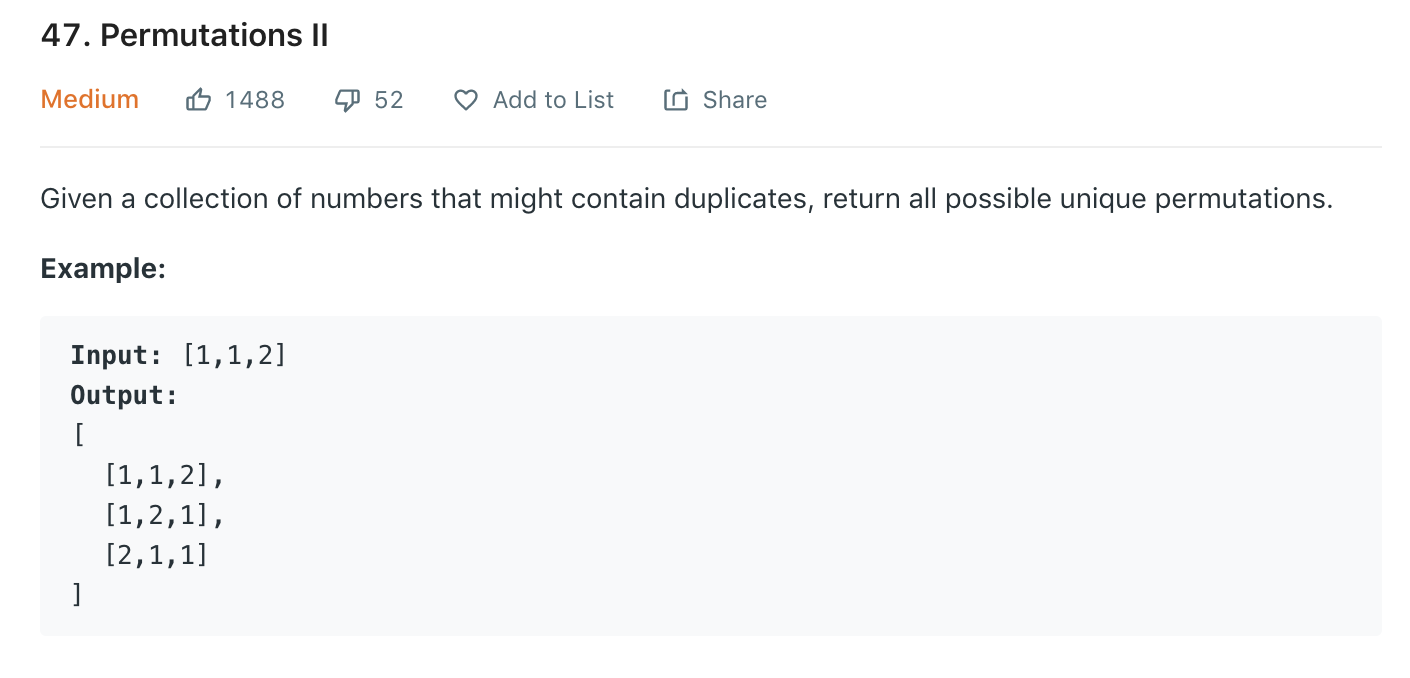 47. Permutations II
Medium 1488 52 Add to List Share
Given a collection of numbers that might contain duplicates, return all possible unique permutations.
Example:
Input: [1,1,2]
Output:
[
  [1,1,2],
  [1,2,1],
  [2,1,1]
]